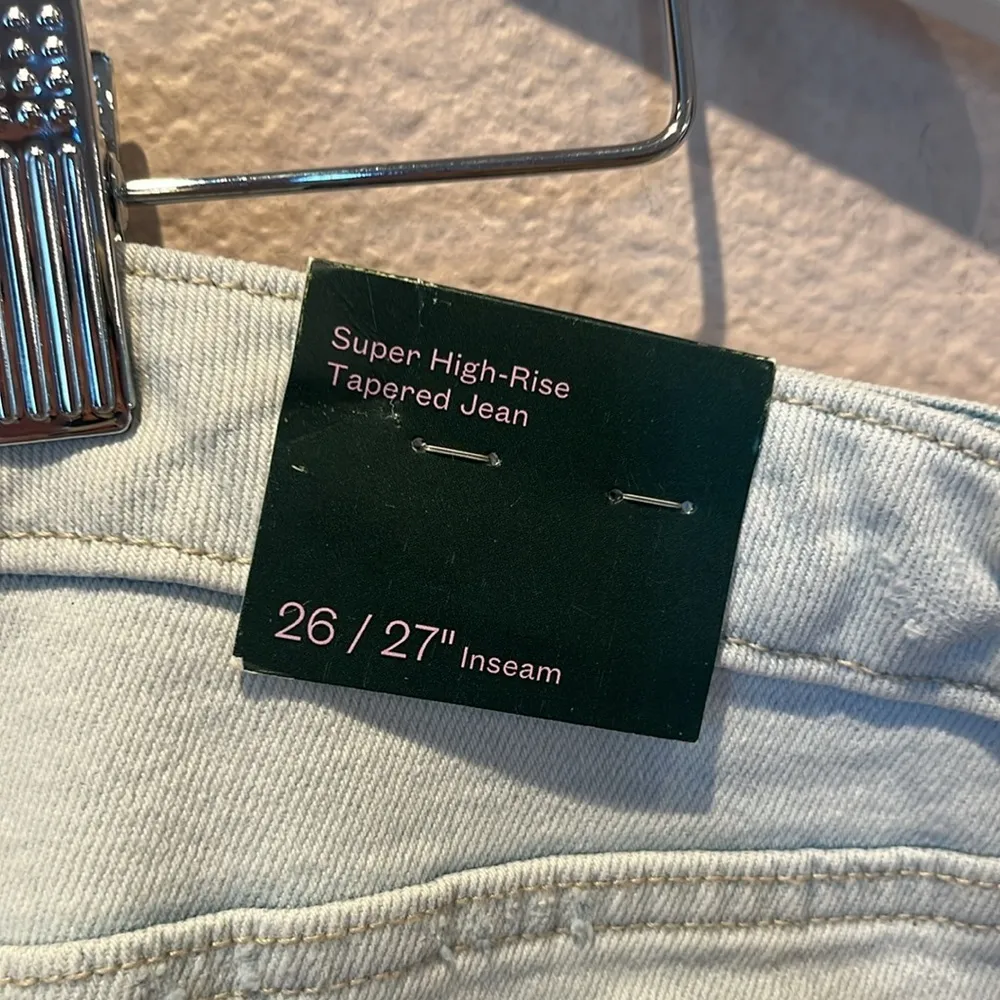 Super High-Rise
Tapered Jean
26 / 27" Inseam